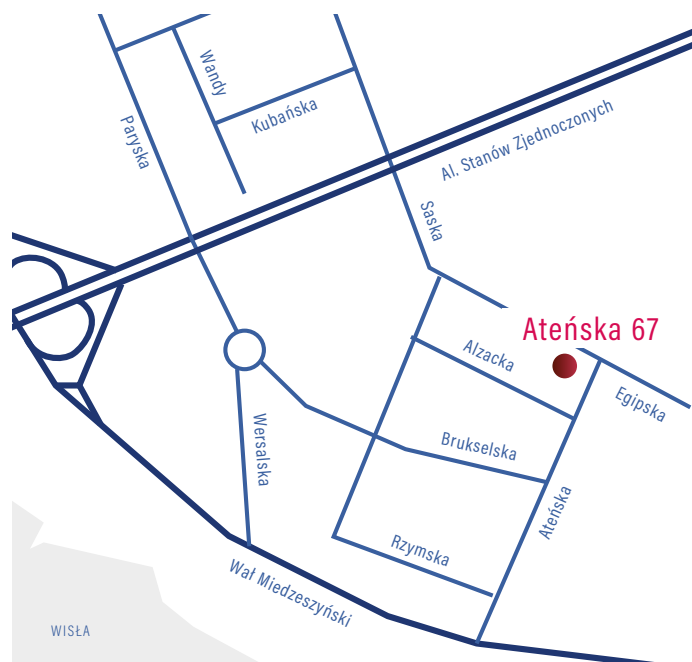 Wandy
Kubańska
Paryska
Al. Stanów Zjednoczonych
Saska
Ateńska 67
Alzacka
Egipska
Wersalska
Brukselska
Ateńska
Rzymska
Wał Miedzeszyński
WISŁA